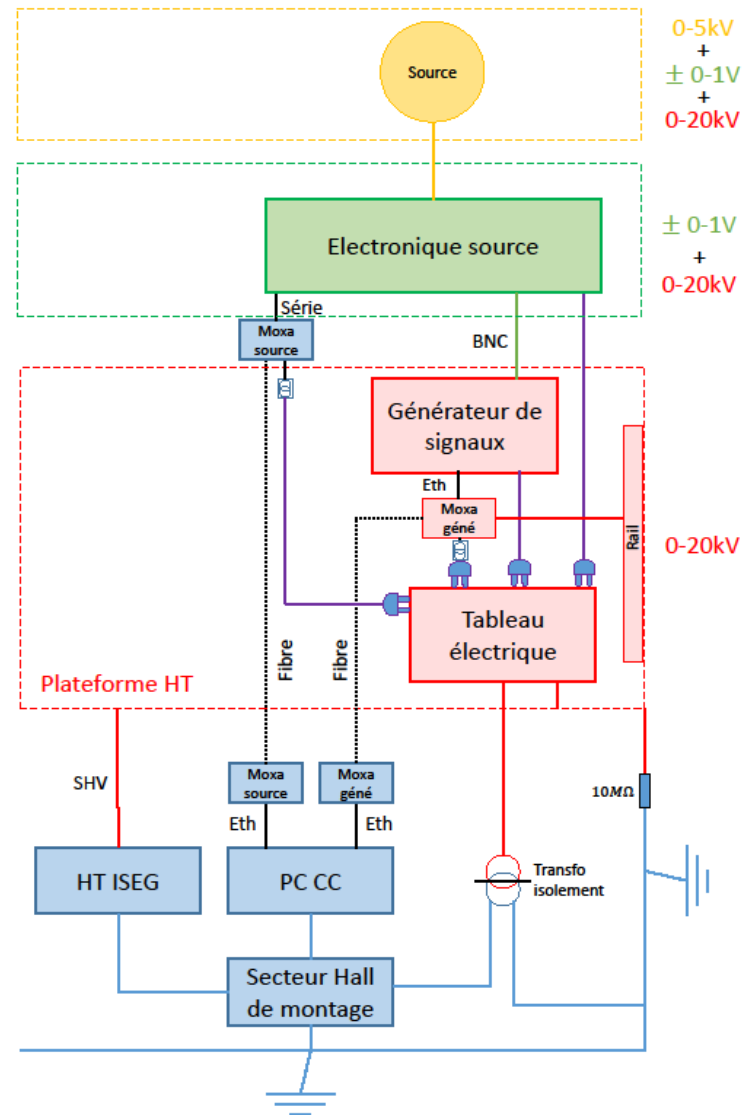 Source
0-5kV
+
± 0-1V
+
0-20kV
Electronique source
± 0-1V
+
0-20kV
Série
Moxa
source
BNC
Générateur de
signaux
Eth
Moxa
géné
Rail
0-20kV
Tableau
électrique
Fibre
Fibre
Plateforme HT
SHV
Moxa
source
Moxa
géné
10MΩ
Eth
Eth
HT ISEG
PC CC
Transfo
isolement
Secteur Hall
de montage